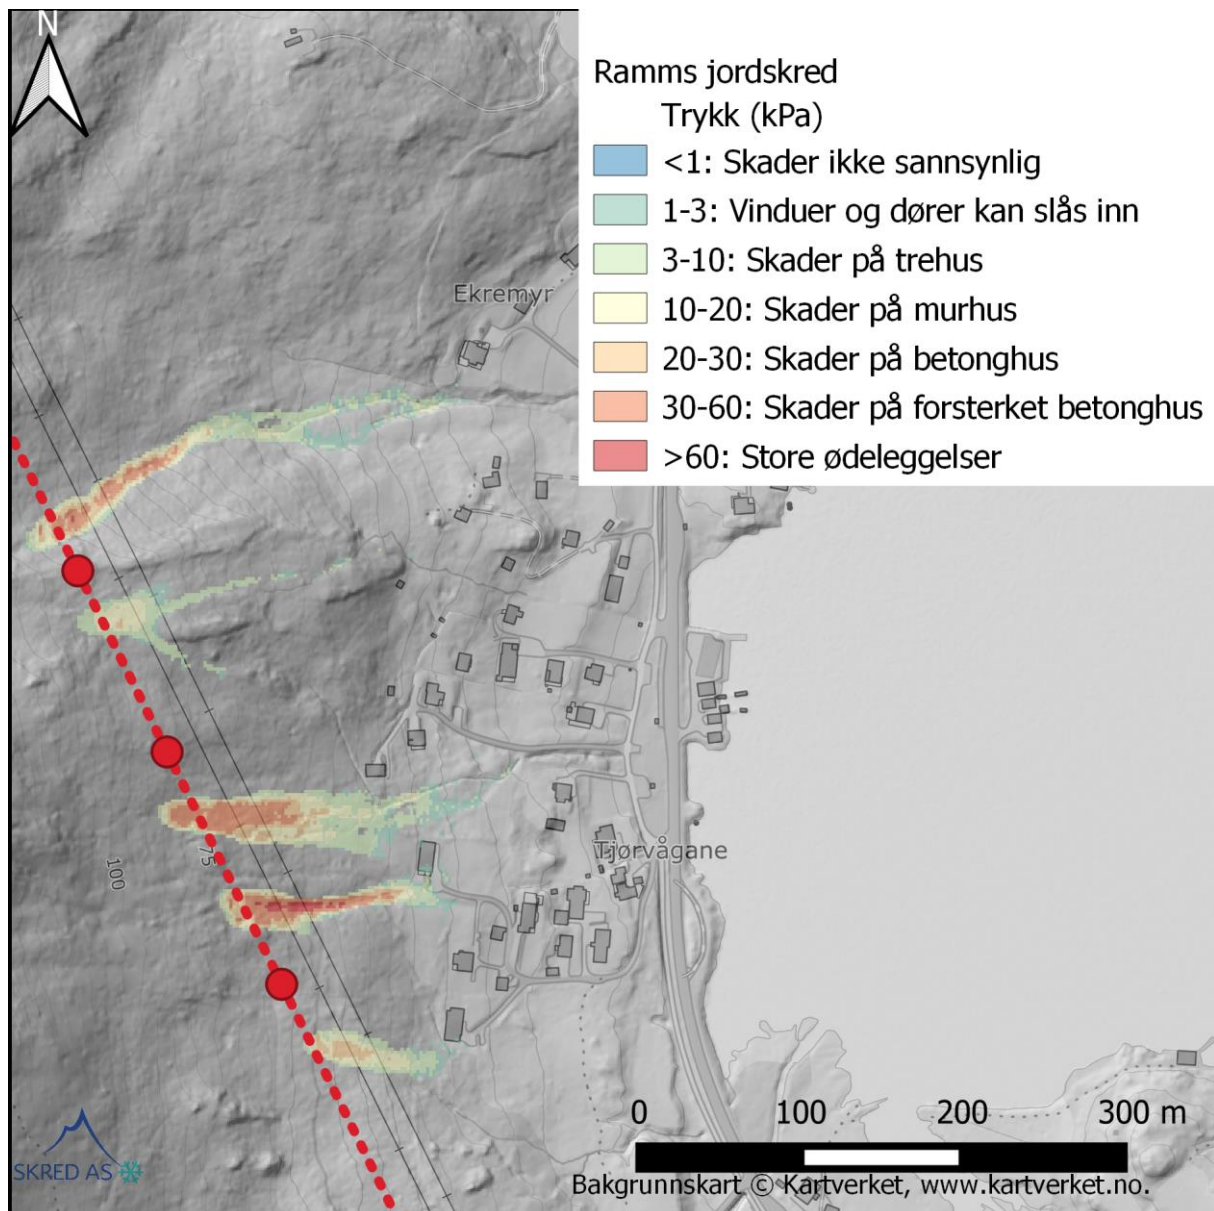 N
Ramms jordskred
Trykk (kPa)
<1: Skader ikke sannsynlig
1-3: Vinduer og dører kan slås inn
3-10: Skader på trehus
10-20: Skader på murhus
20-30: Skader på betonghus
30-60: Skader på forsterket betonghus
>60: Store ødeleggelser
Ekremyr
Tjørvågane
75
100
0 100 200 300 m
SKRED AS
Bakgrunnskart © Kartverket, www.kartverket.no.